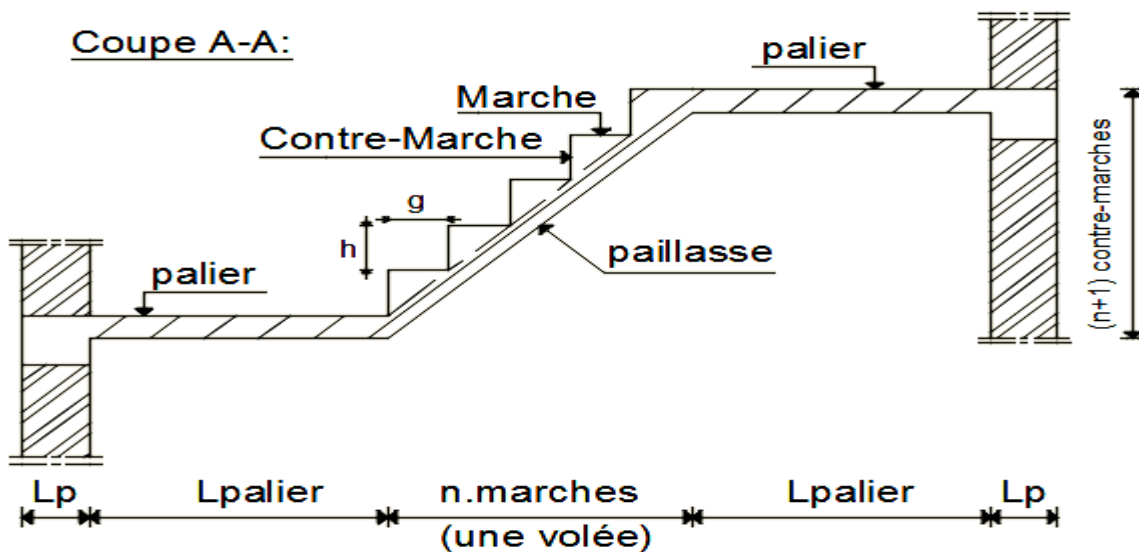 Coupe A-A:
palier
Marche
Contre-Marche
g
h
paillasse
palier
(n+1) contre-marches
Lp
Lpalier
n.marches
Lpalier
Lp
(une volée)